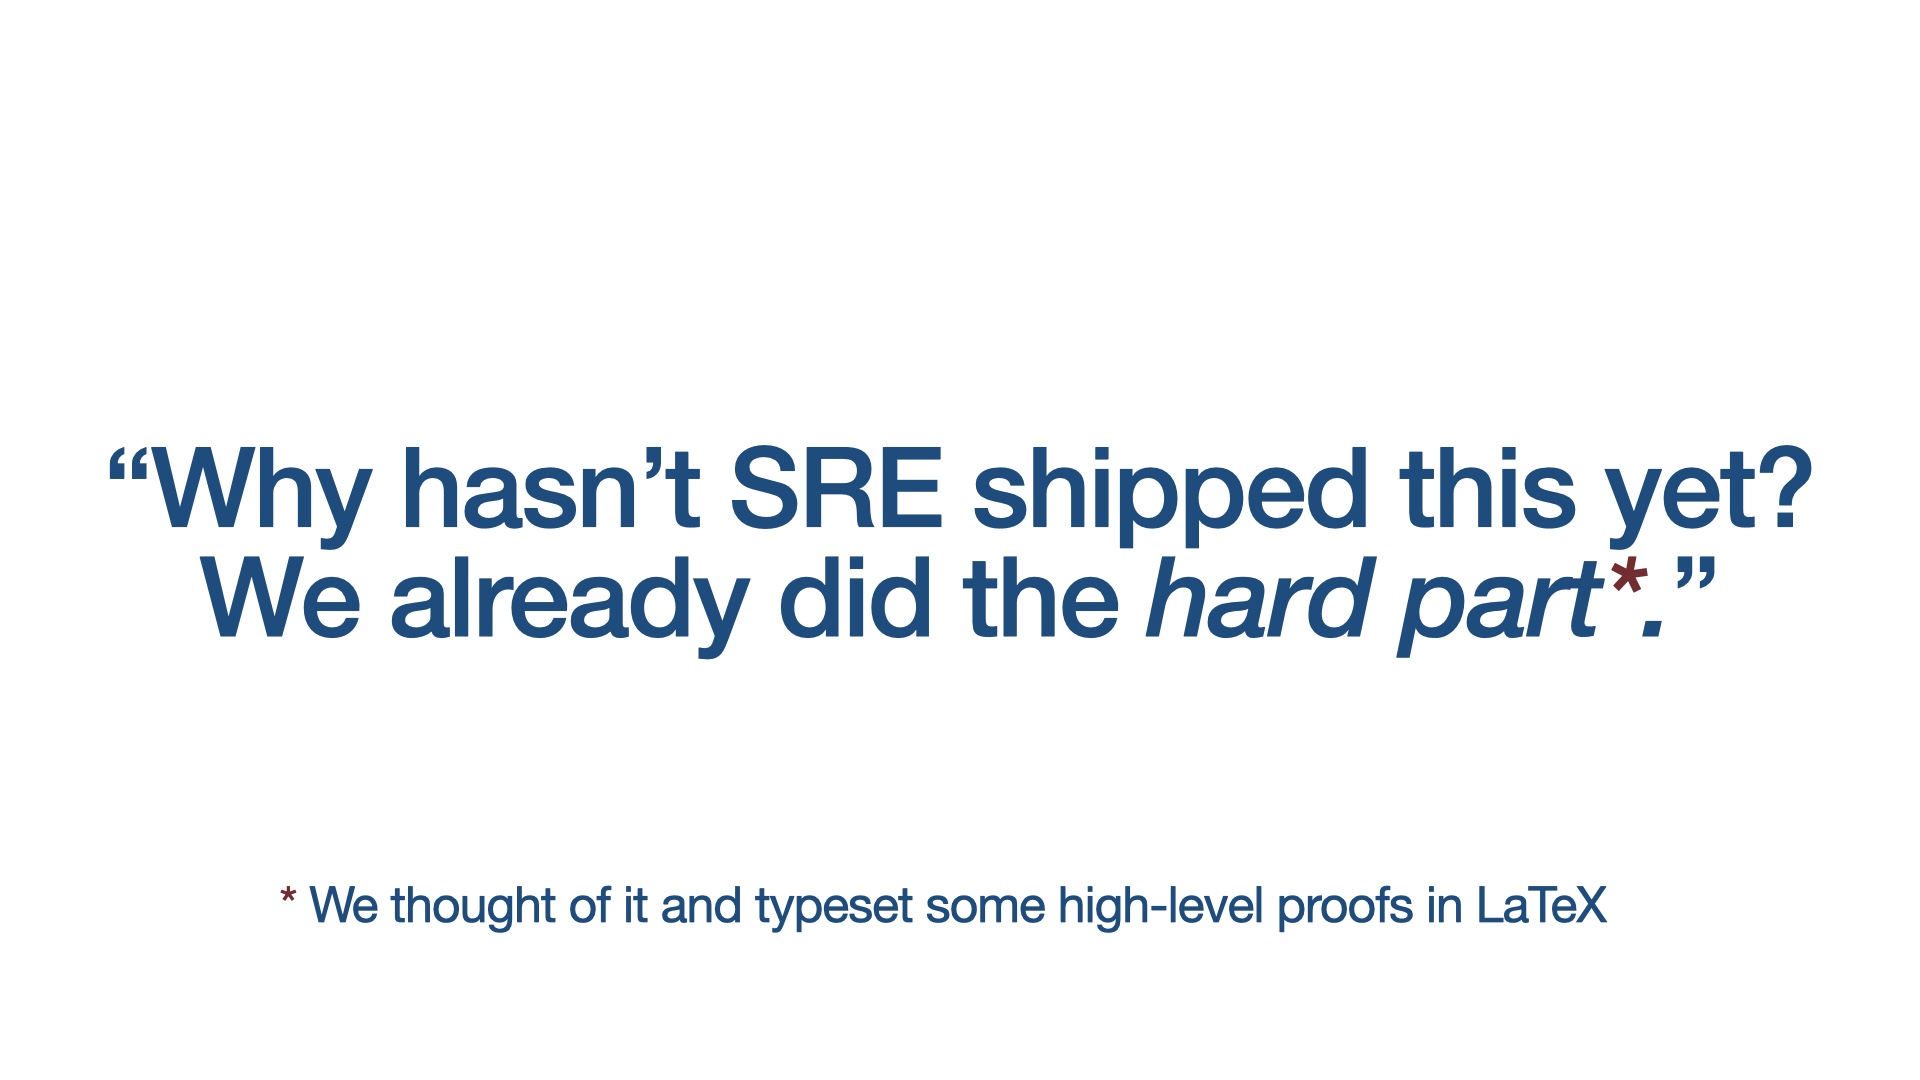 “Why hasn’t SRE shipped this yet?
We already did the hard part*.”
* We thought of it and typeset some high-level proofs in LaTeX